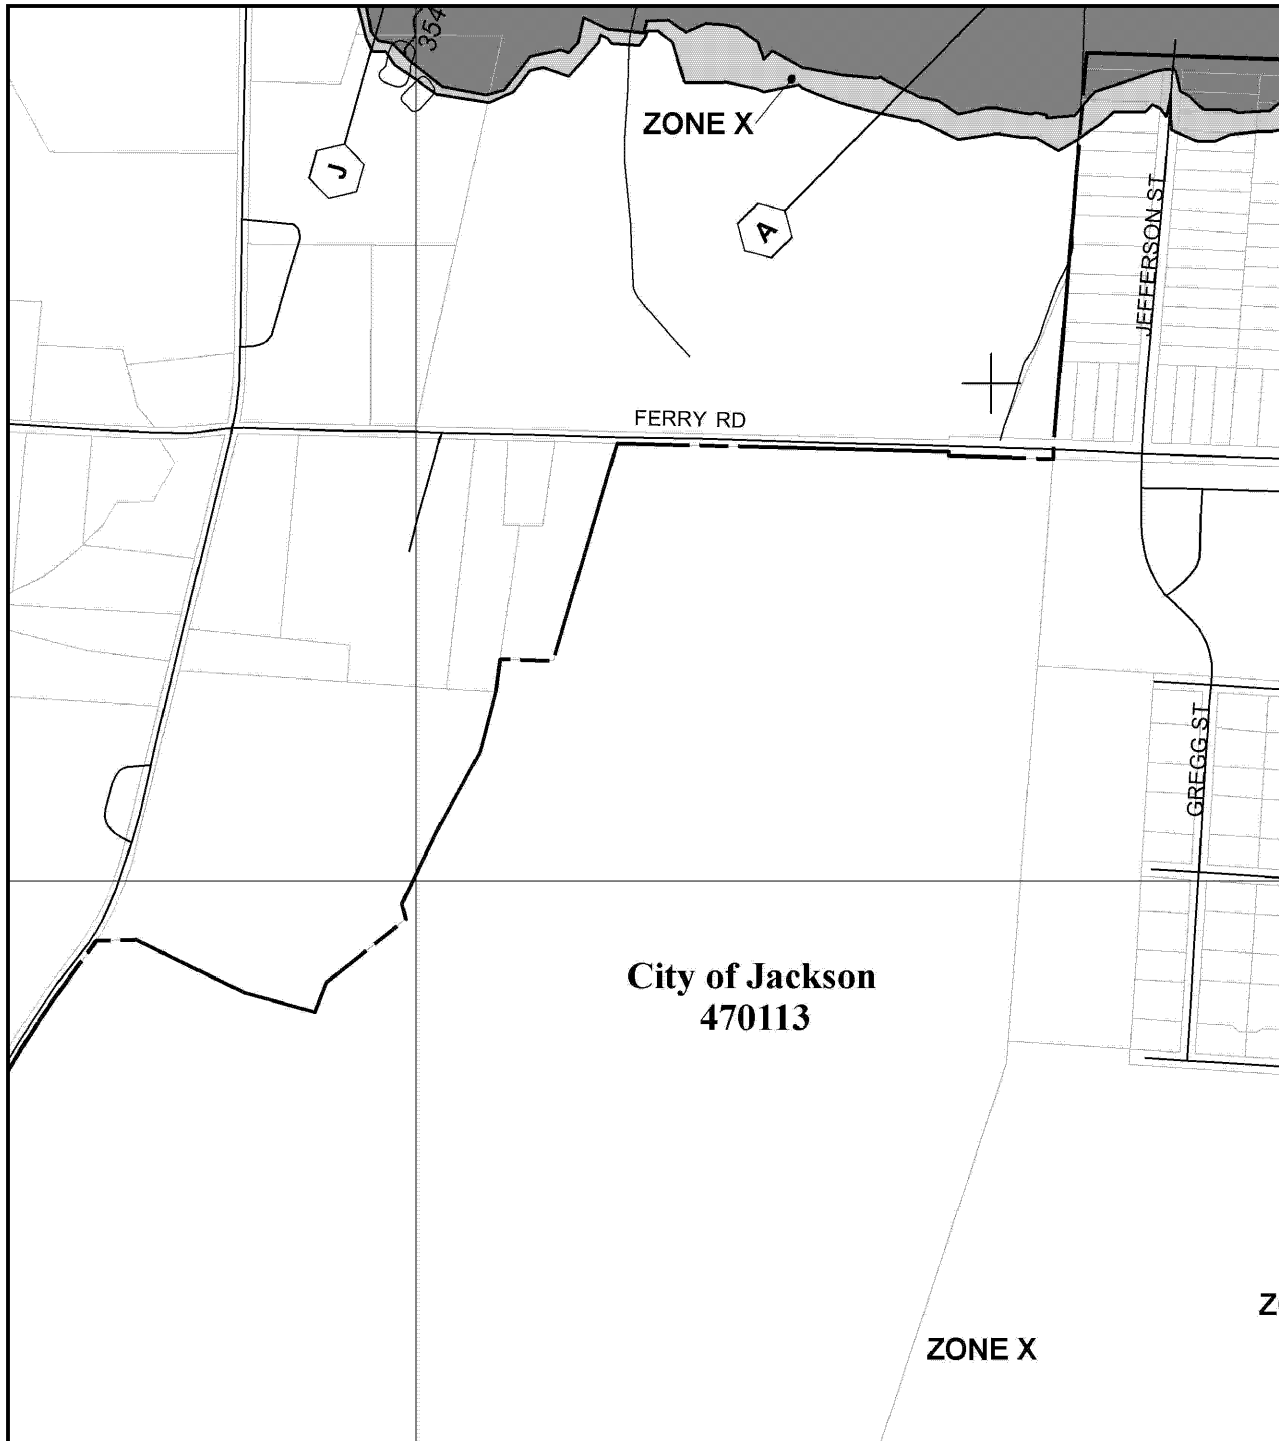 354
ZONE X
J
A
JEFFERSON ST
FERRY RD
GREGG ST
City of Jackson
470113
ZONE X